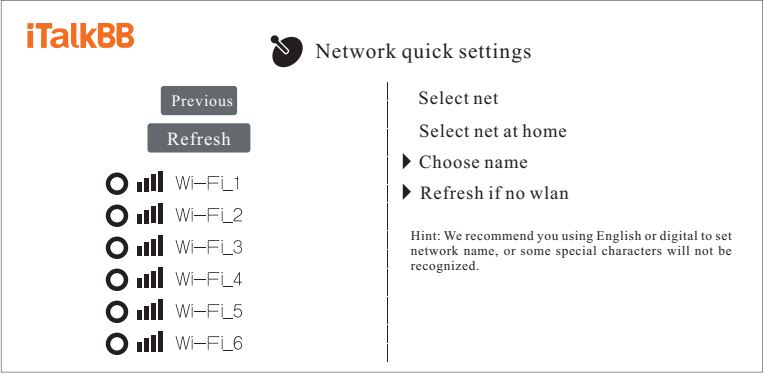 iTalkBB
Network quick settings
Previous
Refresh
Wi-Fi_1
Wi-Fi_2
Wi-Fi_3
Wi-Fi_4
Wi-Fi_5
Wi-Fi_6
Select net
Select net at home
Choose name
Refresh if no wlan
Hint: We recommend you using English or digital to set
network name, or some special characters will not be
recognized.